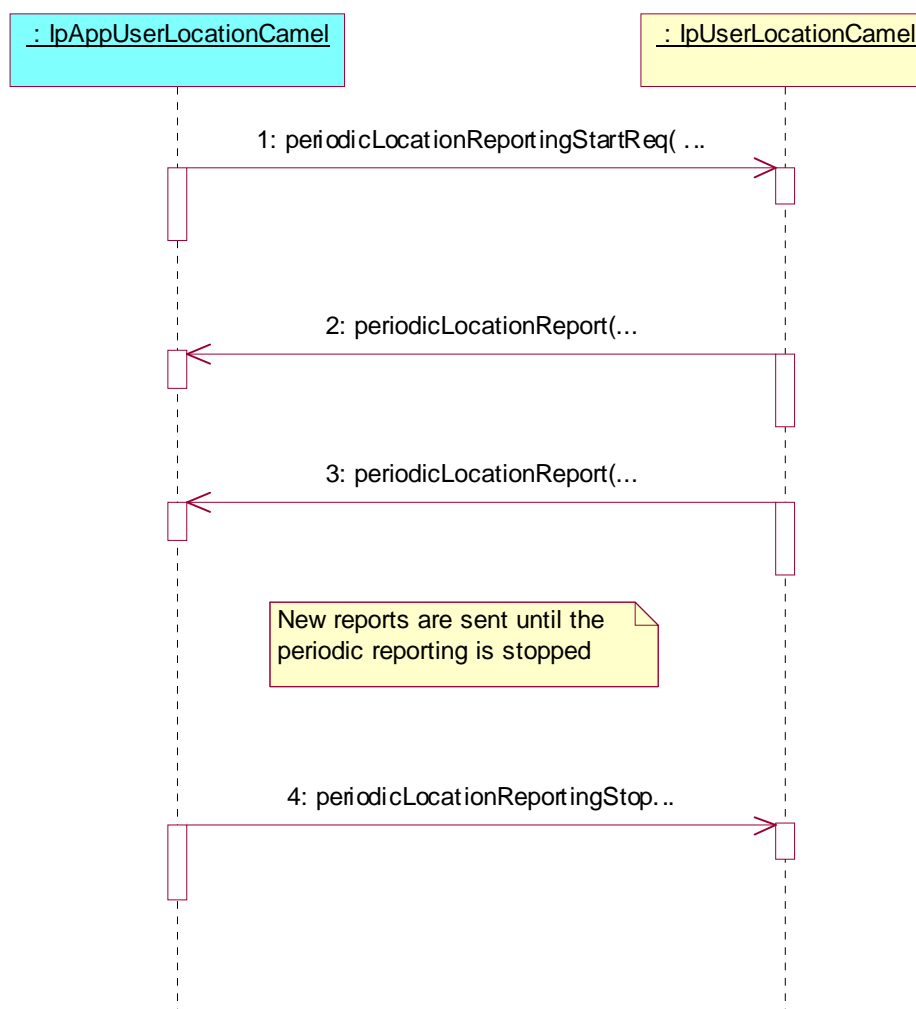 : IpAppUserLocationCamel
: IpUserLocationCamel
1: periodicLocationReportingStartReq( ...
2: periodicLocationReport(...
3: periodicLocationReport(...
New reports are sent until the
periodic reporting is stopped
4: periodicLocationReportingStop...